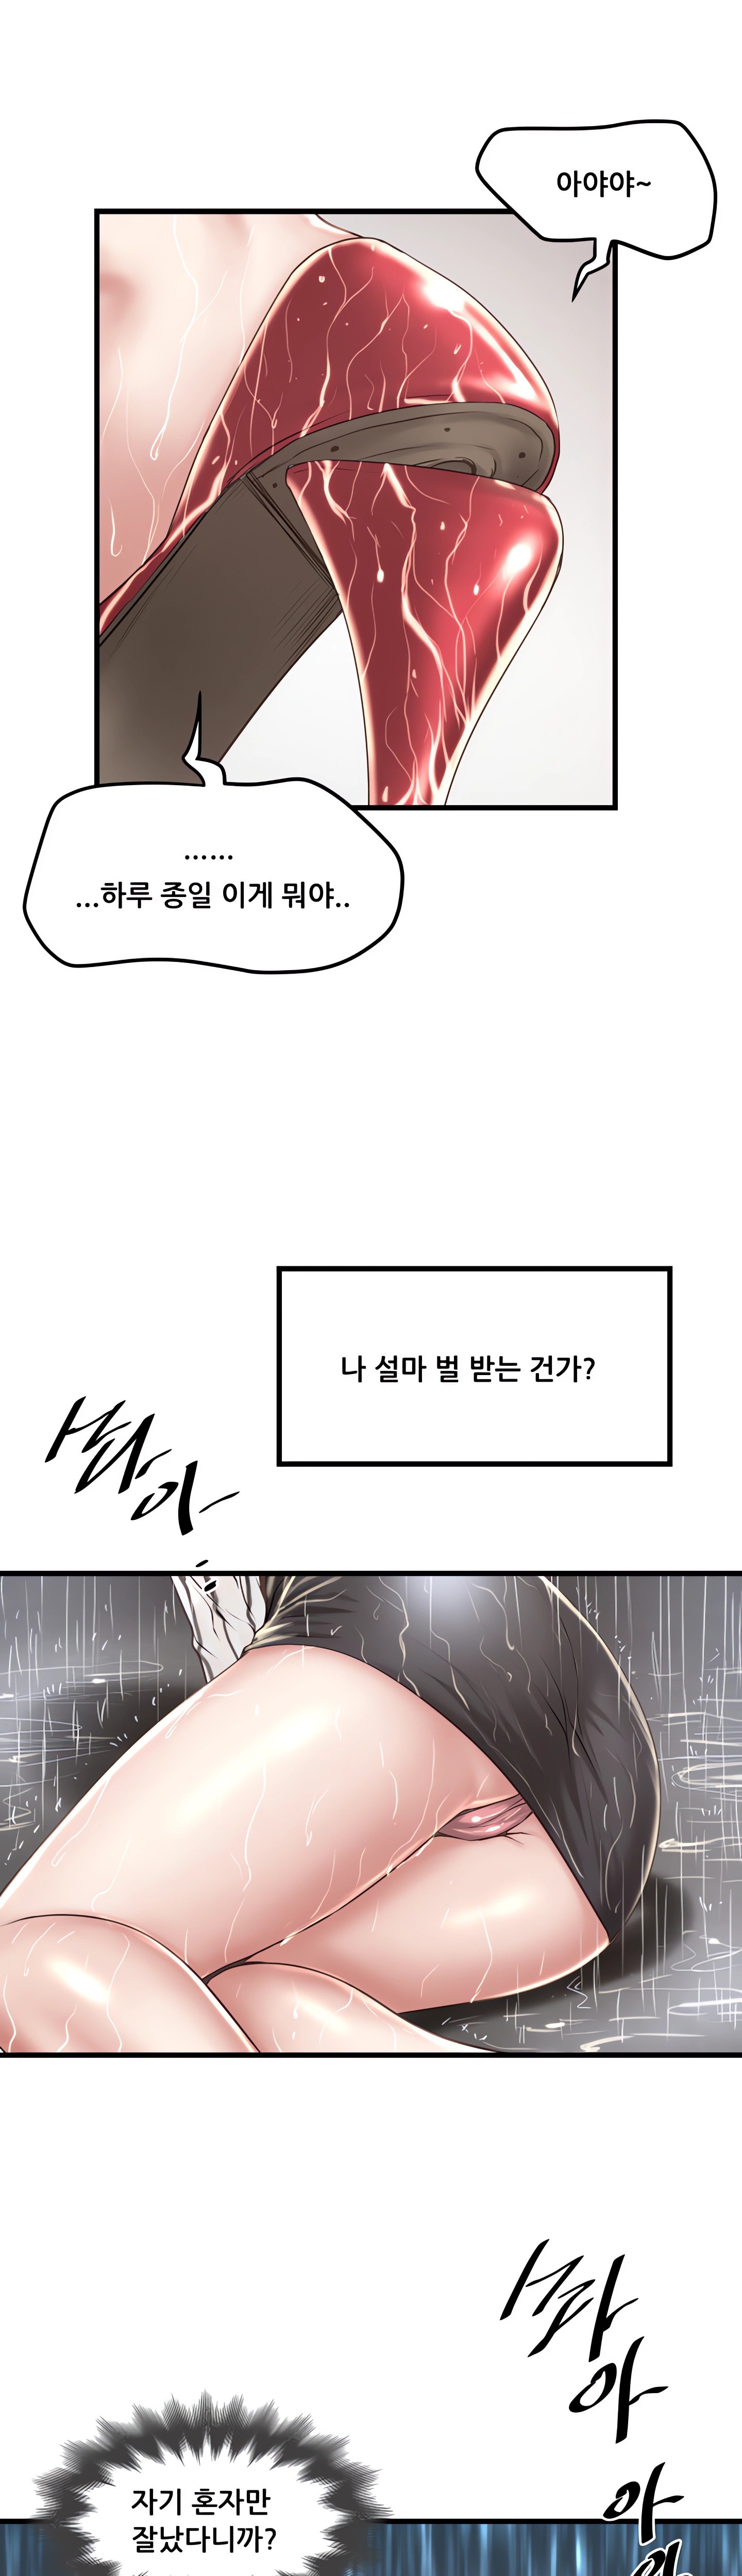 아야야~
......
...하루 종일 이게 뭐야..
나 설마 벌 받는 건가?
쏴아
쏴
아
아
자기 혼자만
잘났다니까?